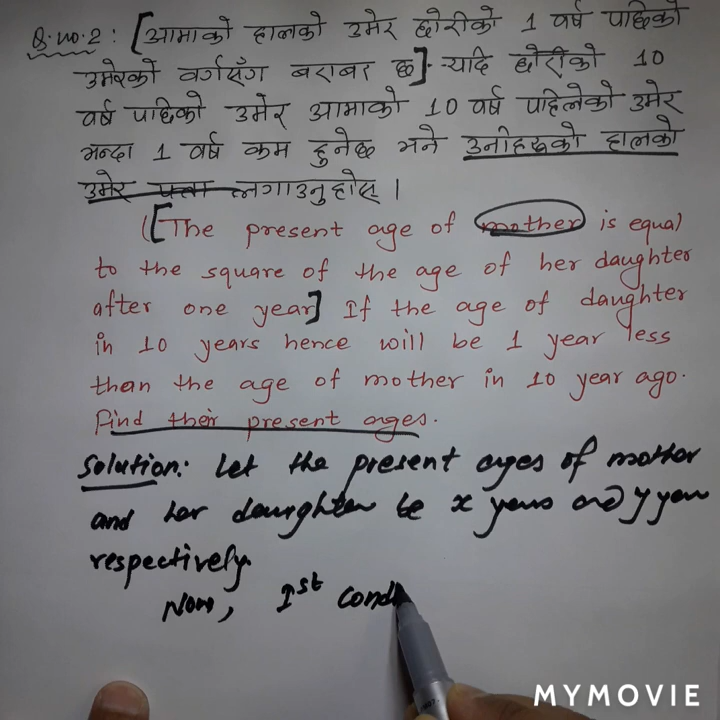 Q.no.2: [आमाको हालको उमेर छोरीको 1 वर्ष पछिको
उमेरको वर्गसँग बराबर छ] यदि छोरीको 10
वर्ष पछिको उमेर आमाको 10 वर्ष पहिलेको उमेर
भन्दा 1 वर्ष कम हुनेछ भने उनीहरूको हालको
उमेर पत्ता लगाउनुहोस् ।
([The present age of mother is equal
to the square of the age of her daughter
after one year] If the age of daughter
in 10 years hence will be 1 year less
than the age of mother in 10 year ago.
Find their present ages.
Solution: Let the present ages of mother
and her daughter be x years and y years
respectively.
Now, Ist cond
MYMOVIE